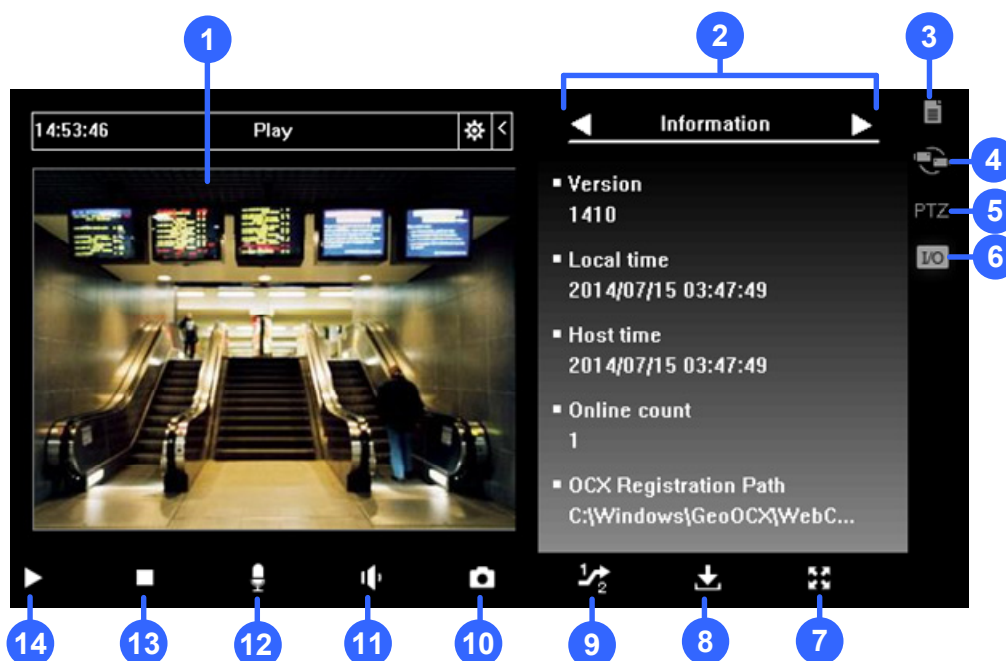 1
2
3
14:53:46 Play
Information
4
Version
1410
PTZ
5
Local time
2014/07/15 03:47:49
I/O
6
Host time
2014/07/15 03:47:49
Online count
1
OCX Registration Path
C:\Windows\GeoOCX\WebC...
1
2
14
13
12
11
10
9
8
7